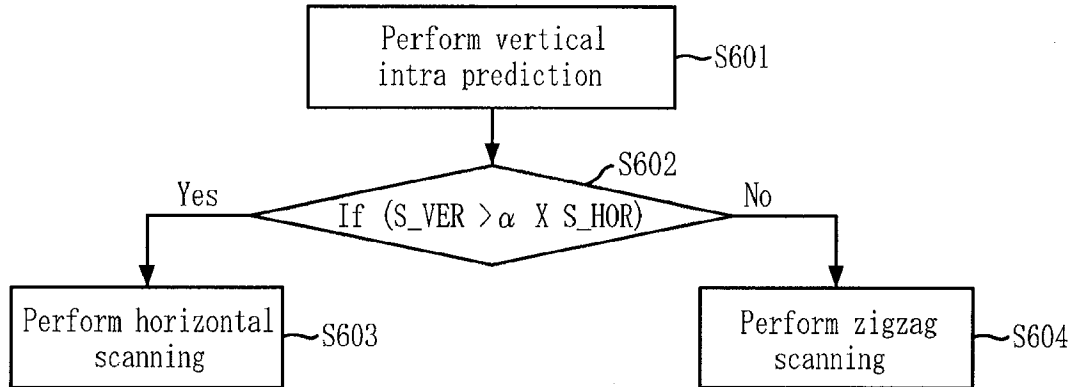 Perform vertical
intra prediction
S601
S602
Yes
If (S_VER > α X S_HOR)
No
Perform horizontal
scanning
S603
Perform zigzag
scanning
S604